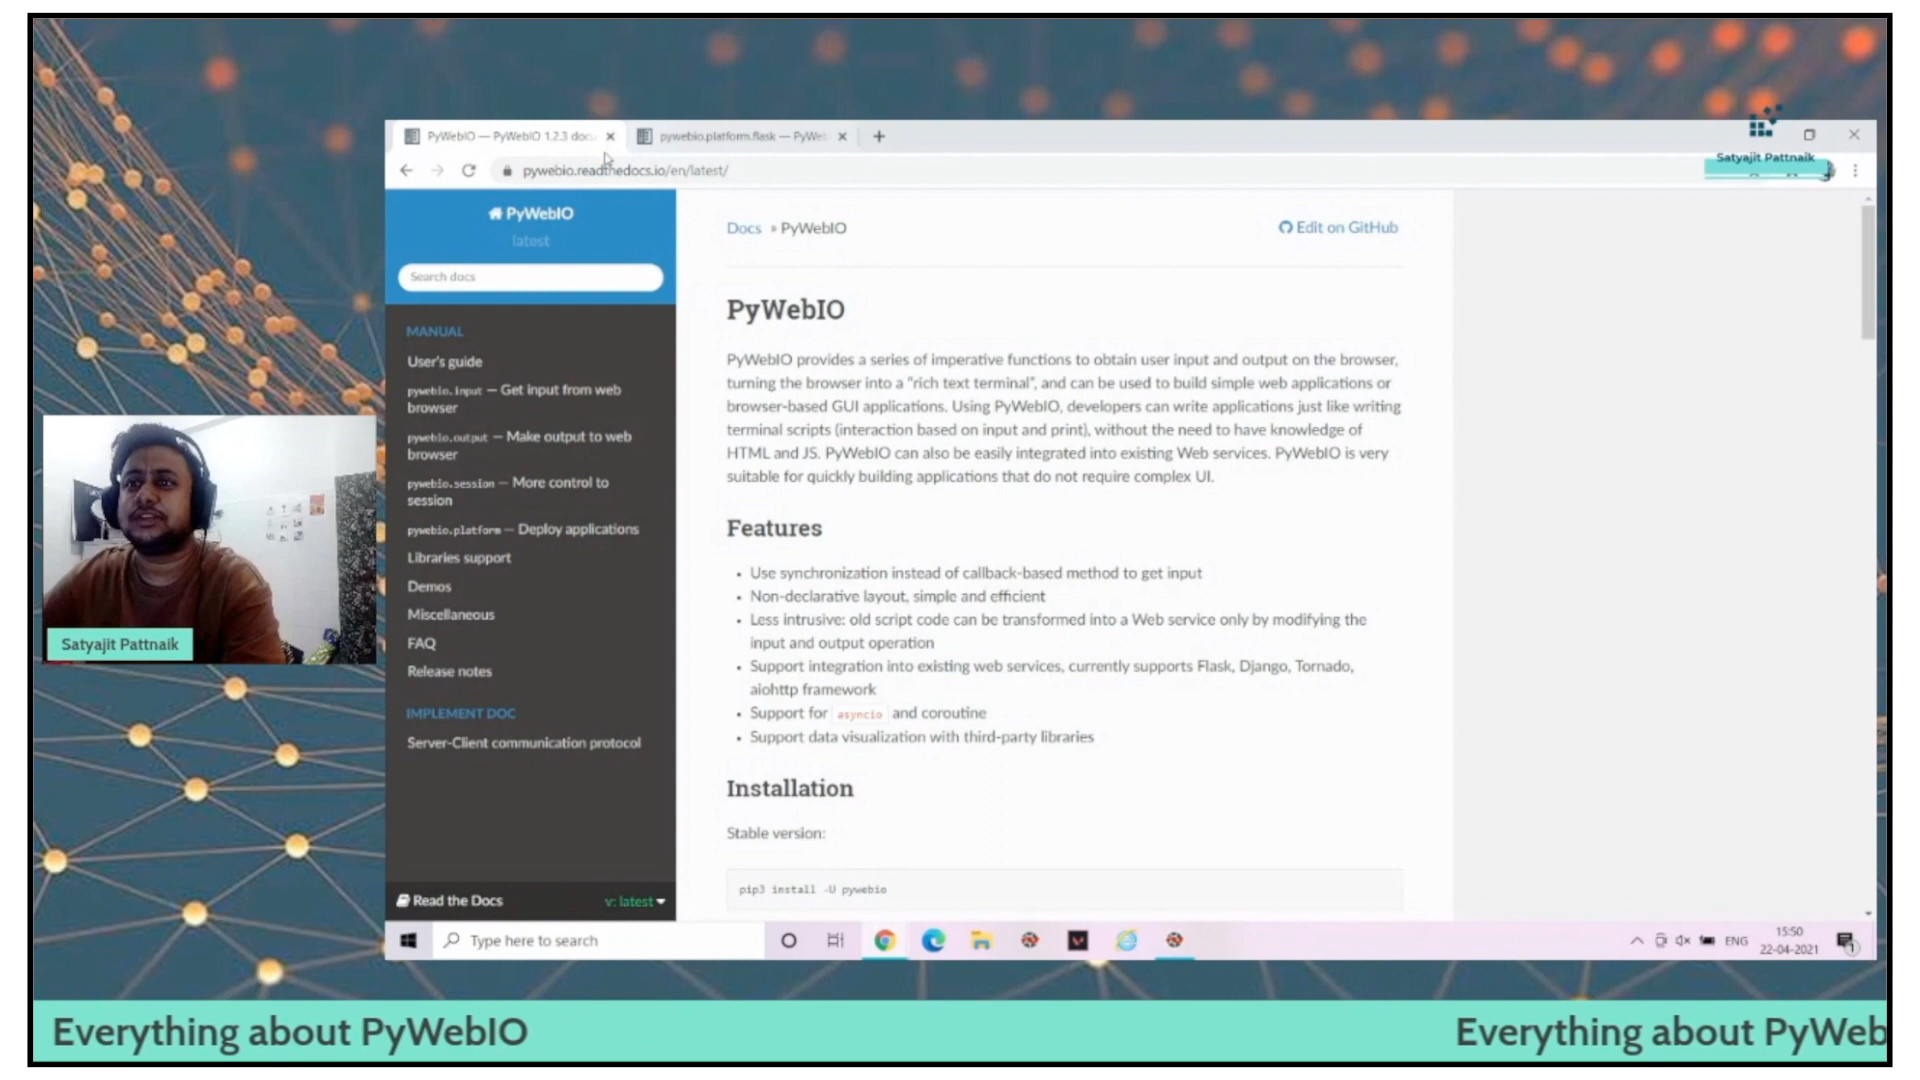 PyWebIO — PyWebIO 1.2.3 docu
pywebio.platform.flask — PyWeb
pywebio.readthedocs.io/en/latest/
Satyajit Pattnaik
PyWebIO
latest
Search docs
MANUAL
User's guide
pywebio.input — Get input from web
browser
pywebio.output — Make output to web
browser
pywebio.session — More control to
session
pywebio.platform — Deploy applications
Libraries support
Demos
Miscellaneous
FAQ
Release notes
IMPLEMENT DOC
Server-Client communication protocol
Read the Docs
v: latest
Docs » PyWebIO
Edit on GitHub
PyWebIO
PyWebIO provides a series of imperative functions to obtain user input and output on the browser,
turning the browser into a “rich text terminal”, and can be used to build simple web applications or
browser-based GUI applications. Using PyWebIO, developers can write applications just like writing
terminal scripts (interaction based on input and print), without the need to have knowledge of
HTML and JS. PyWebIO can also be easily integrated into existing Web services. PyWebIO is very
suitable for quickly building applications that do not require complex UI.
Features
• Use synchronization instead of callback-based method to get input
• Non-declarative layout, simple and efficient
• Less intrusive: old script code can be transformed into a Web service only by modifying the
input and output operation
• Support integration into existing web services, currently supports Flask, Django, Tornado,
aiohttp framework
• Support for asyncio and coroutine
• Support data visualization with third-party libraries
Installation
Stable version:
pip3 install -U pywebio
Satyajit Pattnaik
Type here to search
ENG
15:50
22-04-2021
1
Everything about PyWebIO
Everything about PyWeb